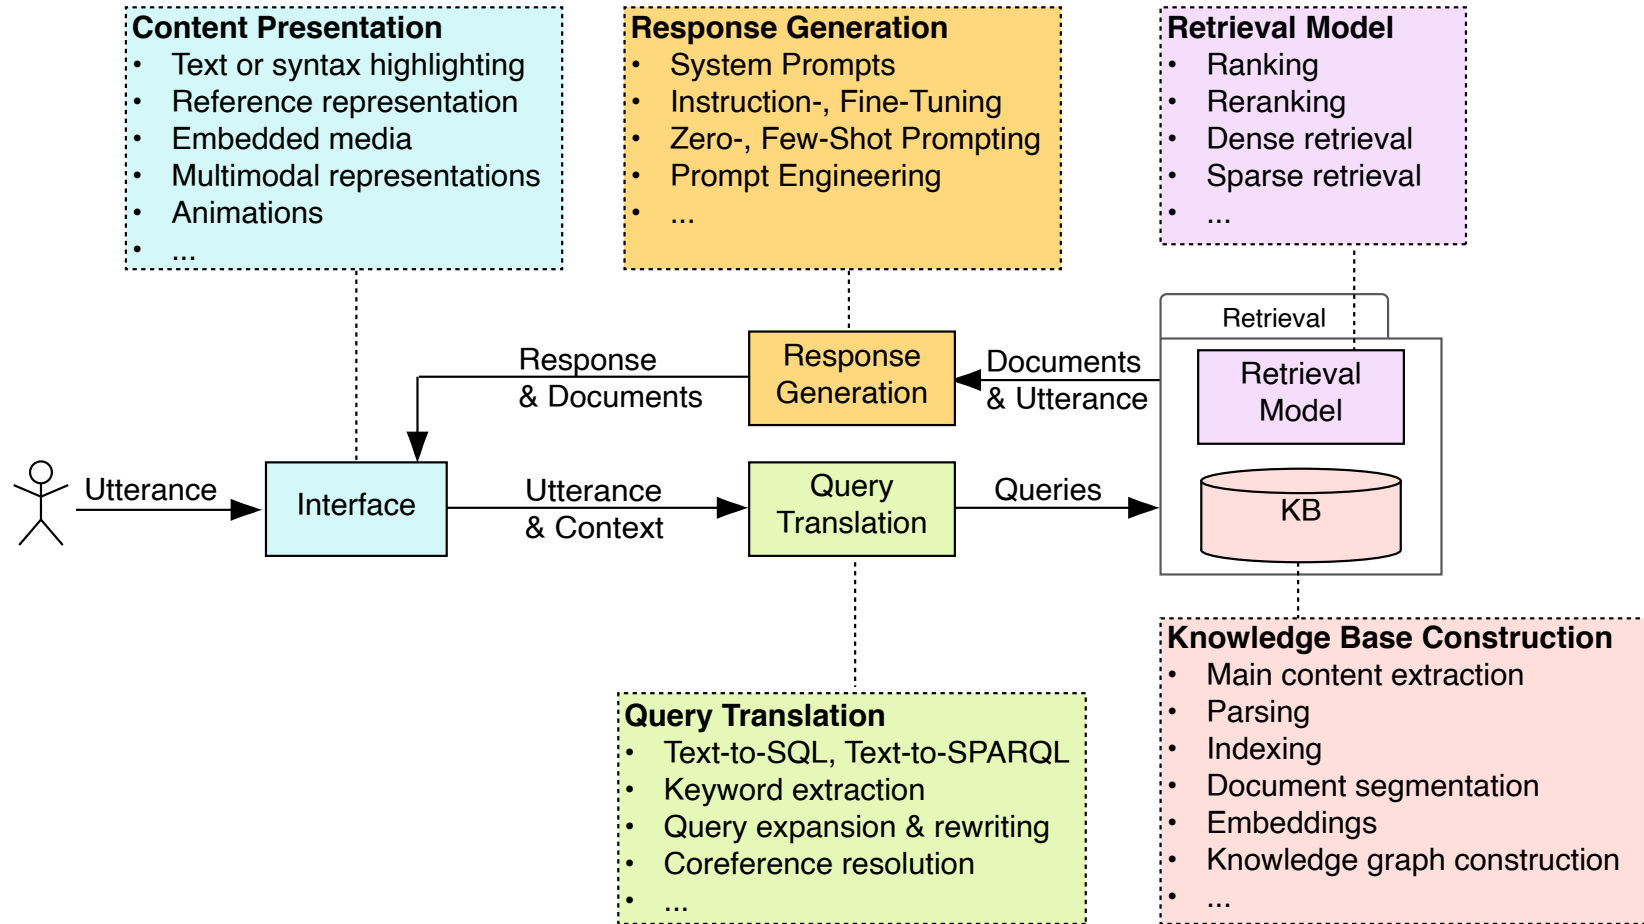 Content Presentation
• Text or syntax highlighting
• Reference representation
• Embedded media
• Multimodal representations
• Animations
• ...
Response Generation
• System Prompts
• Instruction-, Fine-Tuning
• Zero-, Few-Shot Prompting
• Prompt Engineering
• ...
Retrieval Model
• Ranking
• Reranking
• Dense retrieval
• Sparse retrieval
• ...
Retrieval
Response
& Documents
Response
Generation
Documents
& Utterance
Retrieval
Model
Utterance
Interface
Utterance
& Context
Query
Translation
Queries
KB
Query Translation
• Text-to-SQL, Text-to-SPARQL
• Keyword extraction
• Query expansion & rewriting
• Coreference resolution
• ...
Knowledge Base Construction
• Main content extraction
• Parsing
• Indexing
• Document segmentation
• Embeddings
• Knowledge graph construction
• ...